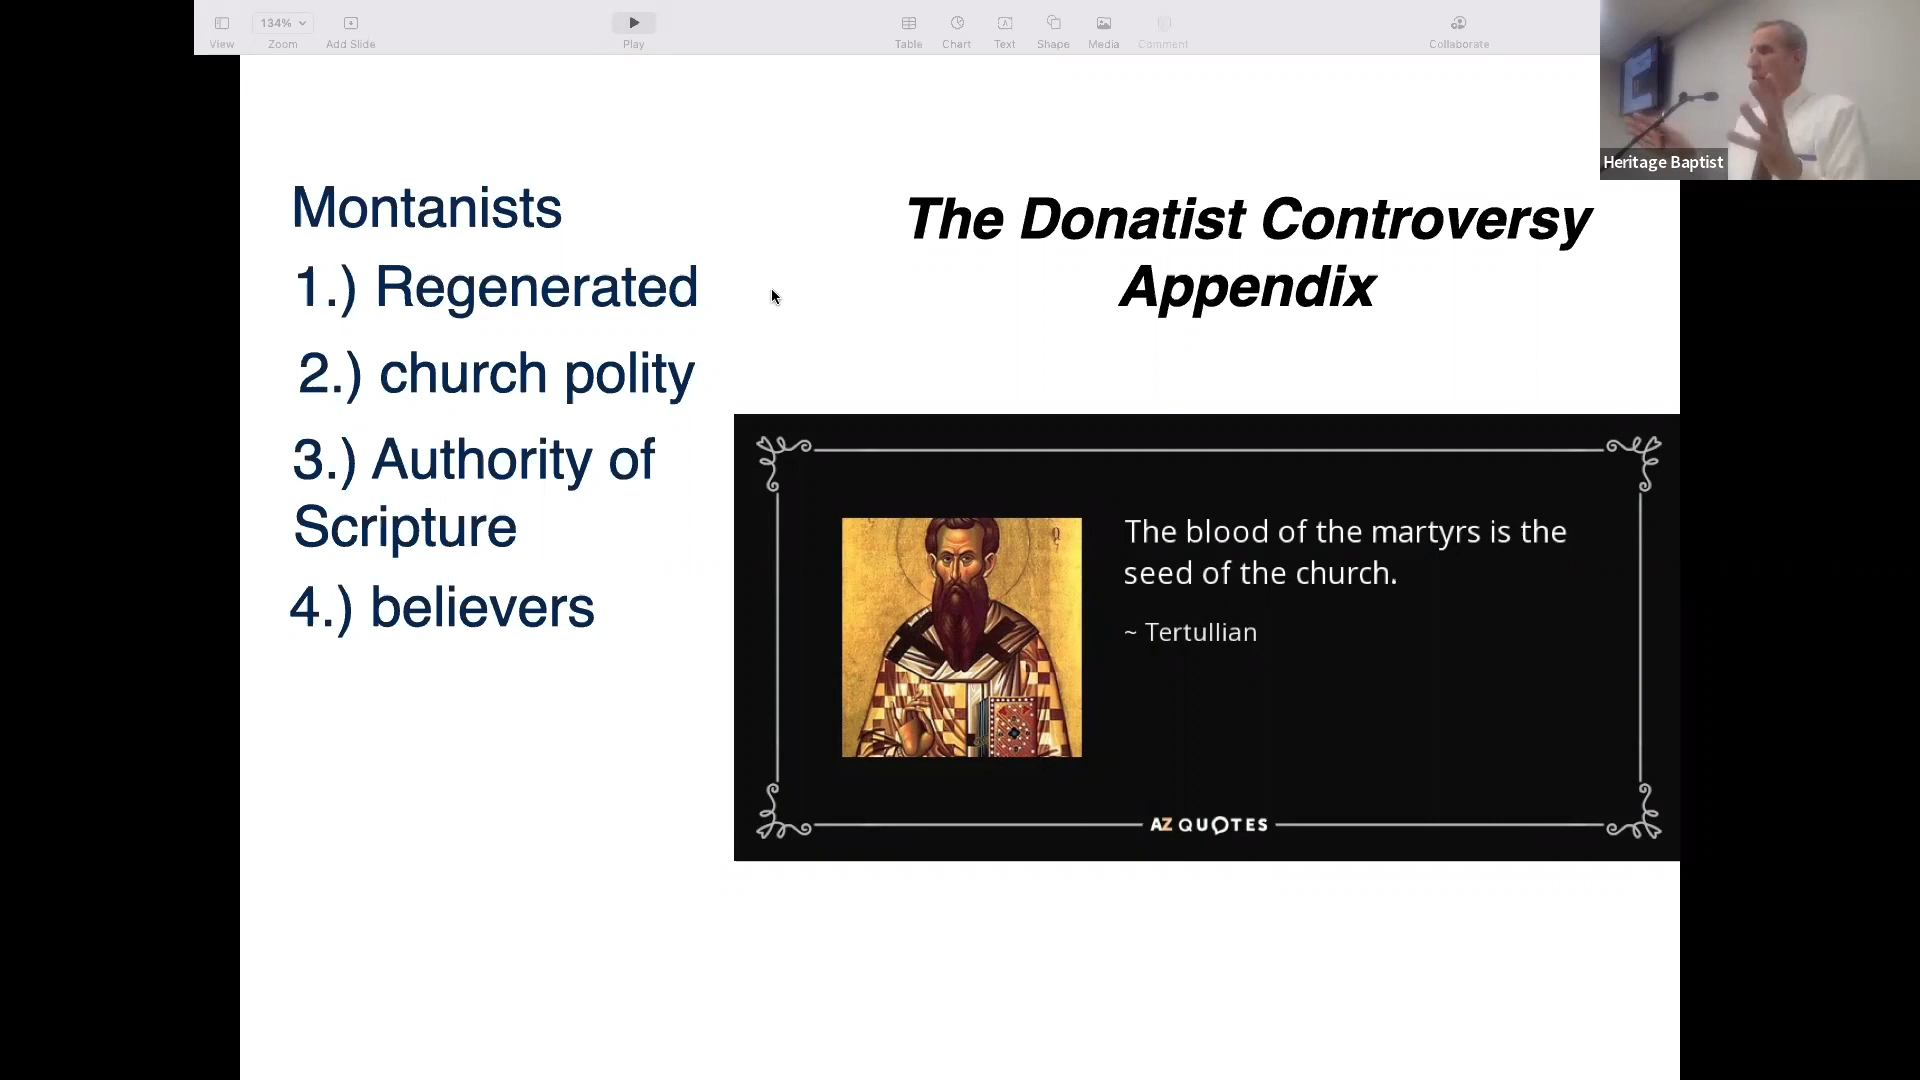 View
134%
Zoom
Add Slide
Play
Table
Chart
Text
Shape
Media
Comment
Collaborate
Heritage Baptist
Montanists
1.) Regenerated
2.) church polity
3.) Authority of
Scripture
4.) believers
The Donatist Controversy
Appendix
The blood of the martyrs is the
seed of the church.
~ Tertullian
AZ QUOTES